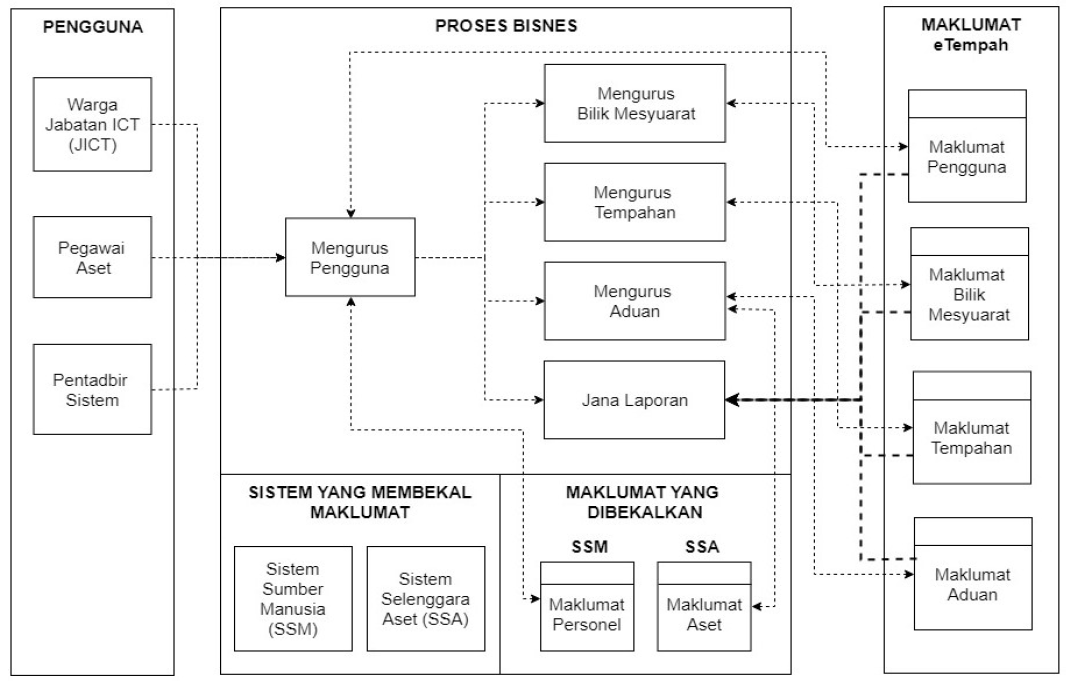 PENGGUNA
Warga
Jabatan ICT
(JICT)
Pegawai
Aset
Pentadbir
Sistem
PROSES BISNES
Mengurus
Pengguna
Mengurus
Bilik Mesyuarat
Mengurus
Tempahan
Mengurus
Aduan
Jana Laporan
SISTEM YANG MEMBEKAL
MAKLUMAT
Sistem
Sumber
Manusia
(SSM)
Sistem
Selenggara
Aset (SSA)
MAKLUMAT YANG
DIBEKALKAN
SSM
Maklumat
Personel
SSA
Maklumat
Aset
MAKLUMAT
eTempah
Maklumat
Pengguna
Maklumat
Bilik
Mesyuarat
Maklumat
Tempahan
Maklumat
Aduan